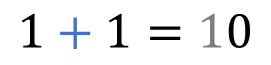 1 + 1 = 10